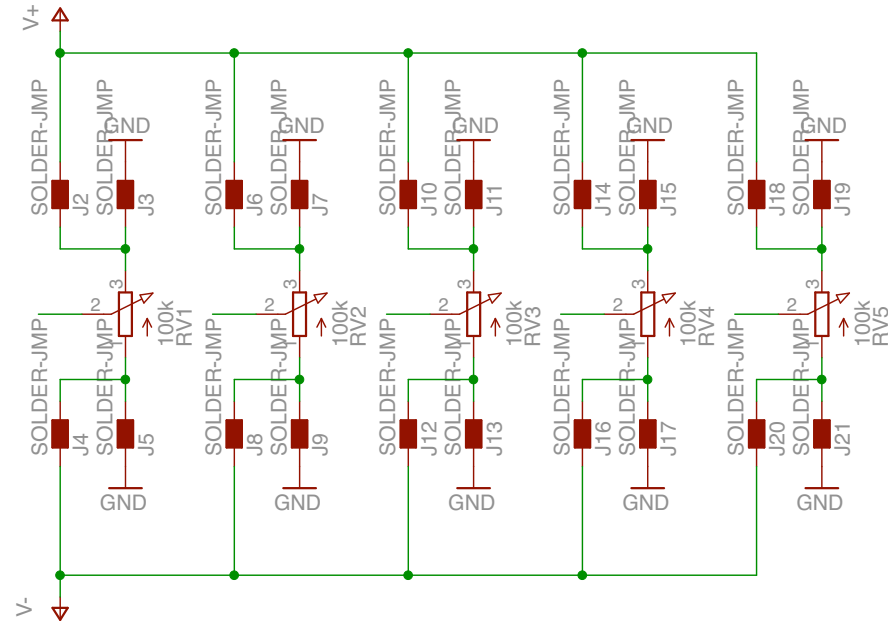 V+
SOLDER-JMP
J2
SOLDER-JMP
J3
GND
SOLDER-JMP
J6
SOLDER-JMP
J7
GND
SOLDER-JMP
J10
SOLDER-JMP
J11
GND
SOLDER-JMP
J14
SOLDER-JMP
J15
GND
SOLDER-JMP
J18
SOLDER-JMP
J19
GND
2
3
1
100k
RV1
2
3
1
100k
RV2
2
3
1
100k
RV3
2
3
1
100k
RV4
2
3
1
100k
RV5
SOLDER-JMP
J4
SOLDER-JMP
J5
GND
SOLDER-JMP
J8
SOLDER-JMP
J9
GND
SOLDER-JMP
J12
SOLDER-JMP
J13
GND
SOLDER-JMP
J16
SOLDER-JMP
J17
GND
SOLDER-JMP
J20
SOLDER-JMP
J21
GND
V-